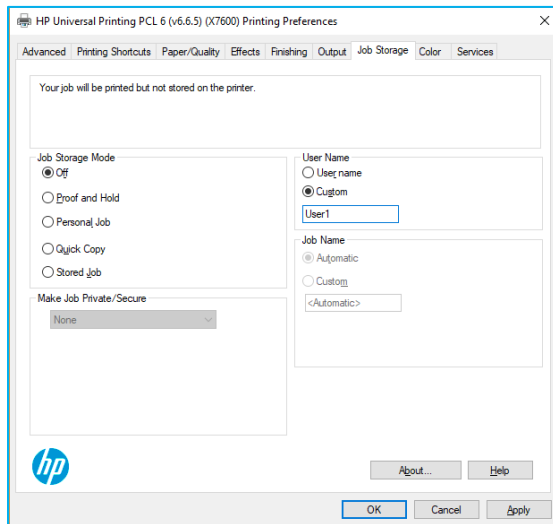 HP Universal Printing PCL 6 (v6.6.5) (X7600) Printing Preferences
Advanced Printing Shortcuts Paper/Quality Effects Finishing Output Job Storage Color Services
Your job will be printed but not stored on the printer.
Job Storage Mode
Off
Proof and Hold
Personal Job
Quick Copy
Stored Job
User Name
User name
Custom
User1
Job Name
Automatic
Custom
<Automatic>
Make Job Private/Secure
None
hp
About... Help
OK Cancel Apply